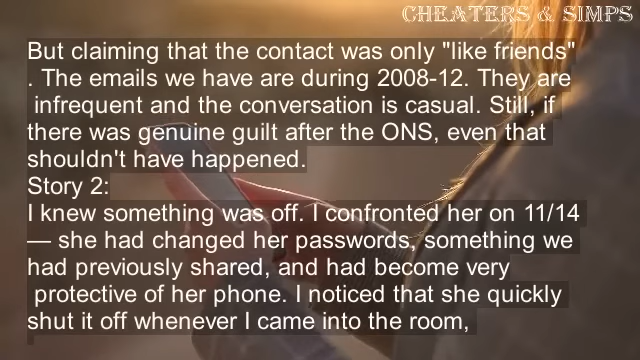 CHEATERS & SIMPS
But claiming that the contact was only "like friends"
. The emails we have are during 2008-12. They are
infrequent and the conversation is casual. Still, if
there was genuine guilt after the ONS, even that
shouldn't have happened.
Story 2:
I knew something was off. I confronted her on 11/14
— she had changed her passwords, something we
had previously shared, and had become very
protective of her phone. I noticed that she quickly
shut it off whenever I came into the room,